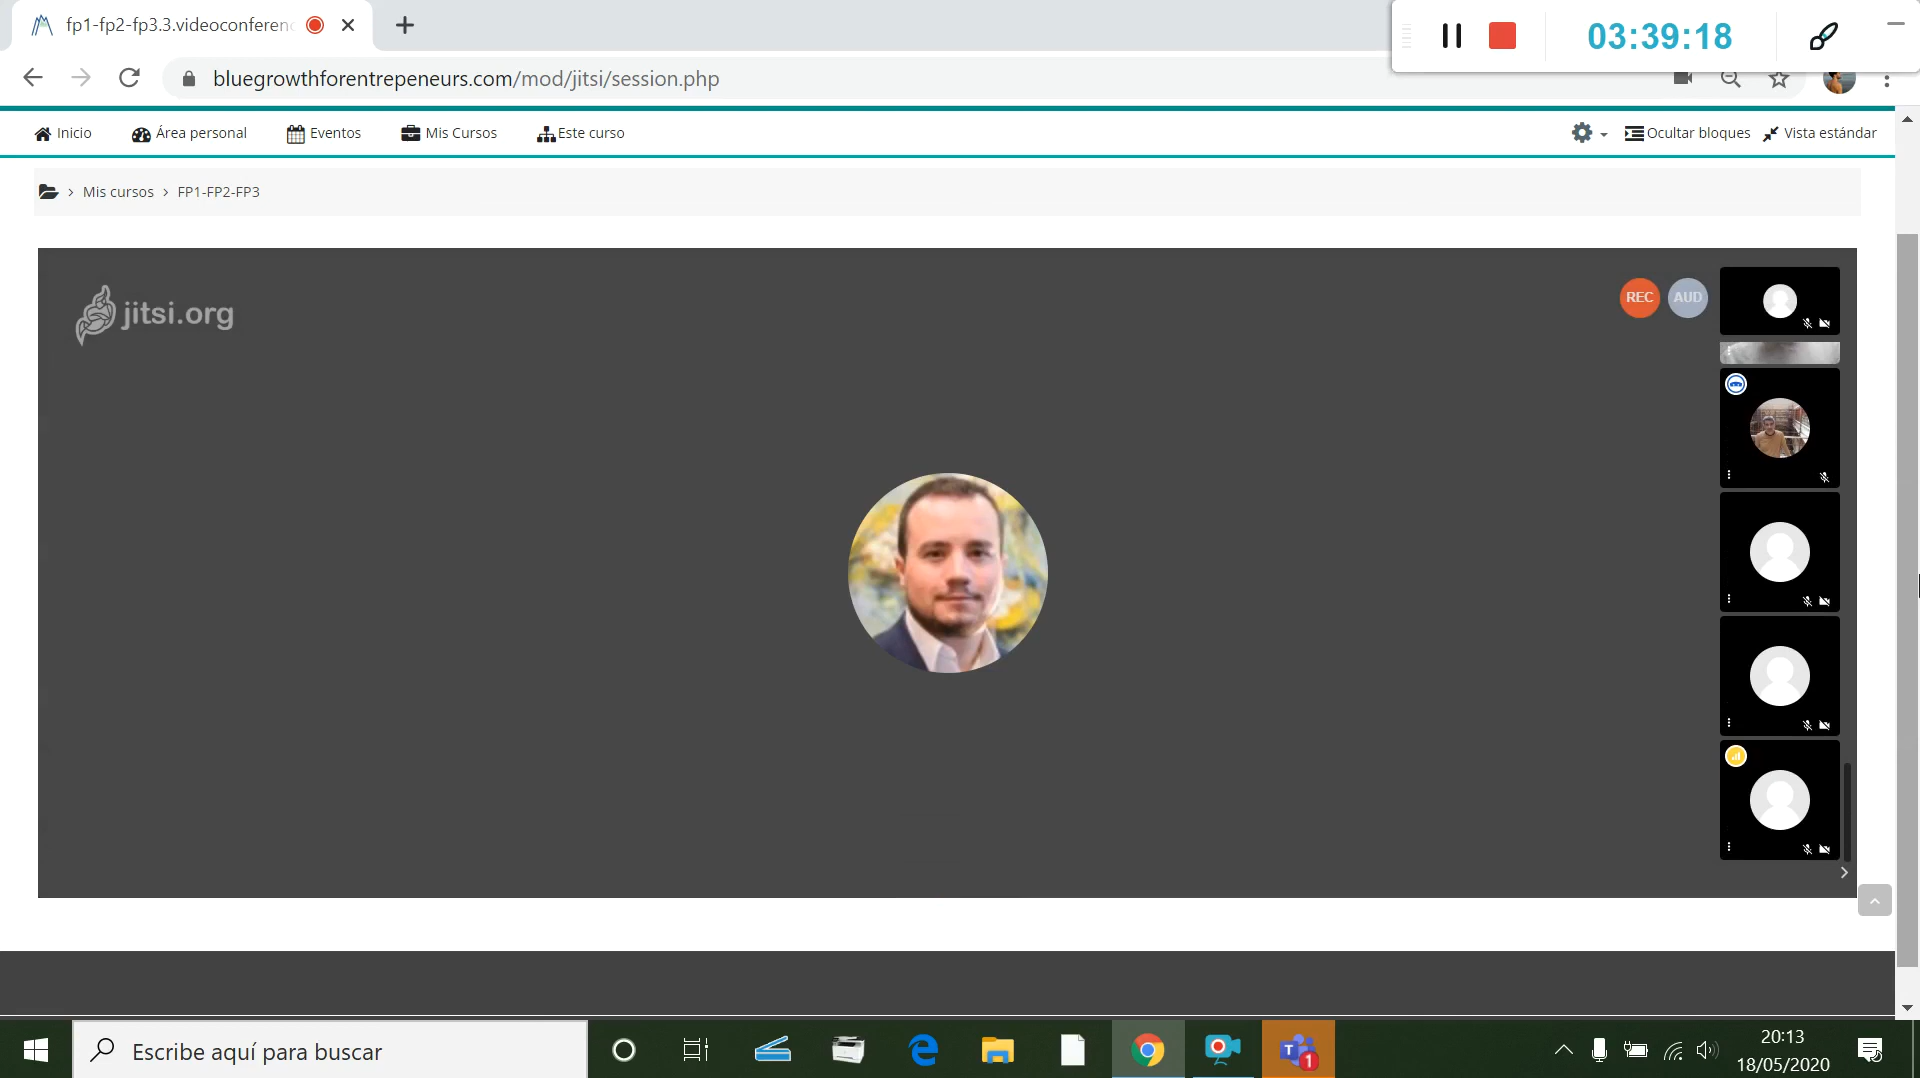 fp1-fp2-fp3.3.videoconferenc
03:39:18
bluegrowthforentrepeneurs.com/mod/jitsi/session.php
Inicio
Área personal
Eventos
Mis Cursos
Este curso
Ocultar bloques
Vista estándar
> Mis cursos > FP1-FP2-FP3
jitsi.org
REC
AUD
Escribe aquí para buscar
T
1
20:13
18/05/2020